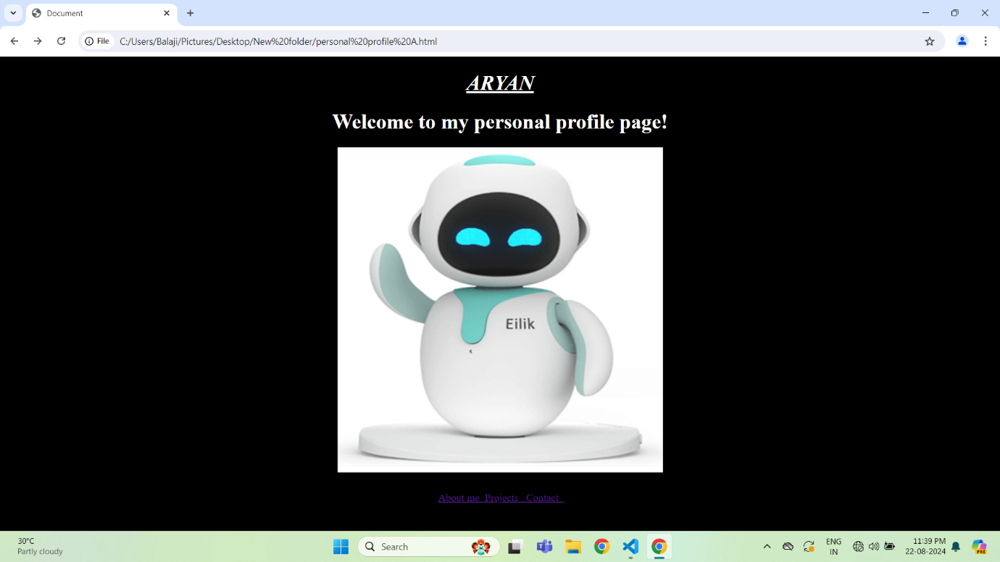 Document
File C:/Users/Balaji/Pictures/Desktop/New%20folder/personal%20profile%20A.html
ARYAN
Welcome to my personal profile page!
Eilik
About me Projects Contact
30°C
Partly cloudy
Search
ENG
IN
11:39 PM
22-08-2024
PRE